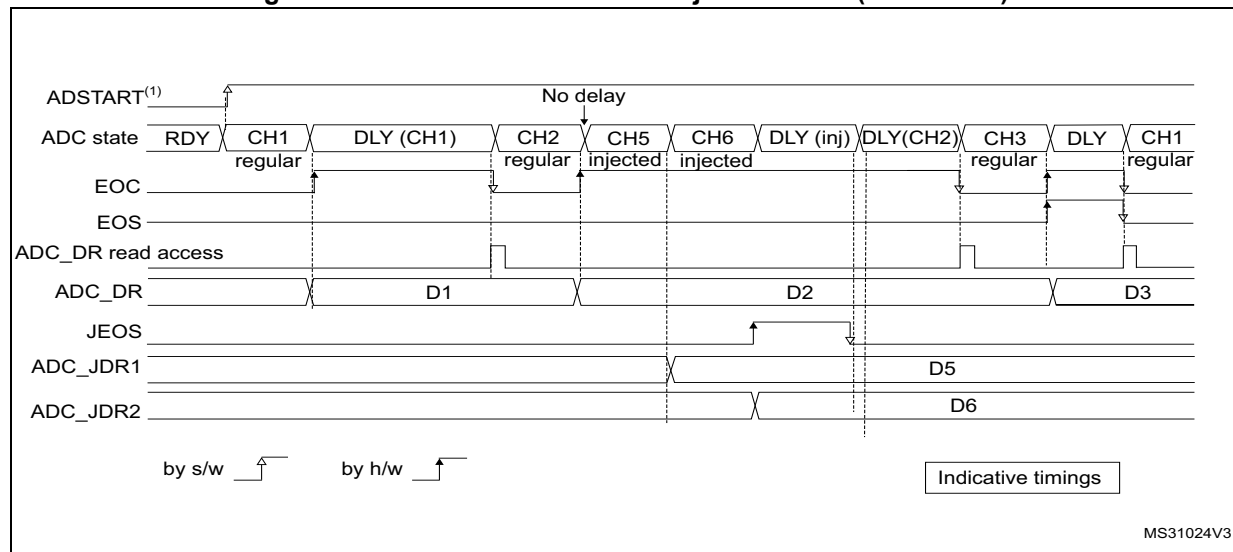 ADSTART(1)
No delay
ADC state RDY CH1 DLY (CH1) CH2 CH5 CH6 DLY (inj) DLY(CH2) CH3 DLY CH1
regular regular injected injected regular regular
EOC
EOS
ADC_DR read access
ADC_DR D1 D2 D3
JEOS
ADC_JDR1 D5
ADC_JDR2 D6
by s/w by h/w Indicative timings
MS31024V3